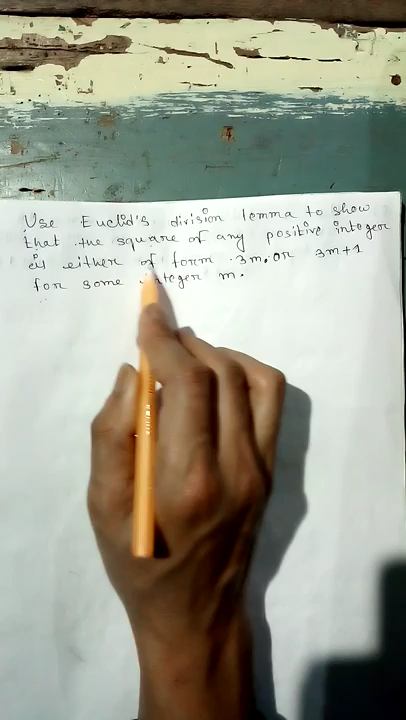 Use Euclid's division lemma to show
that the square of any positive integer
is either of form 3m or 3m+1
for some integer m.